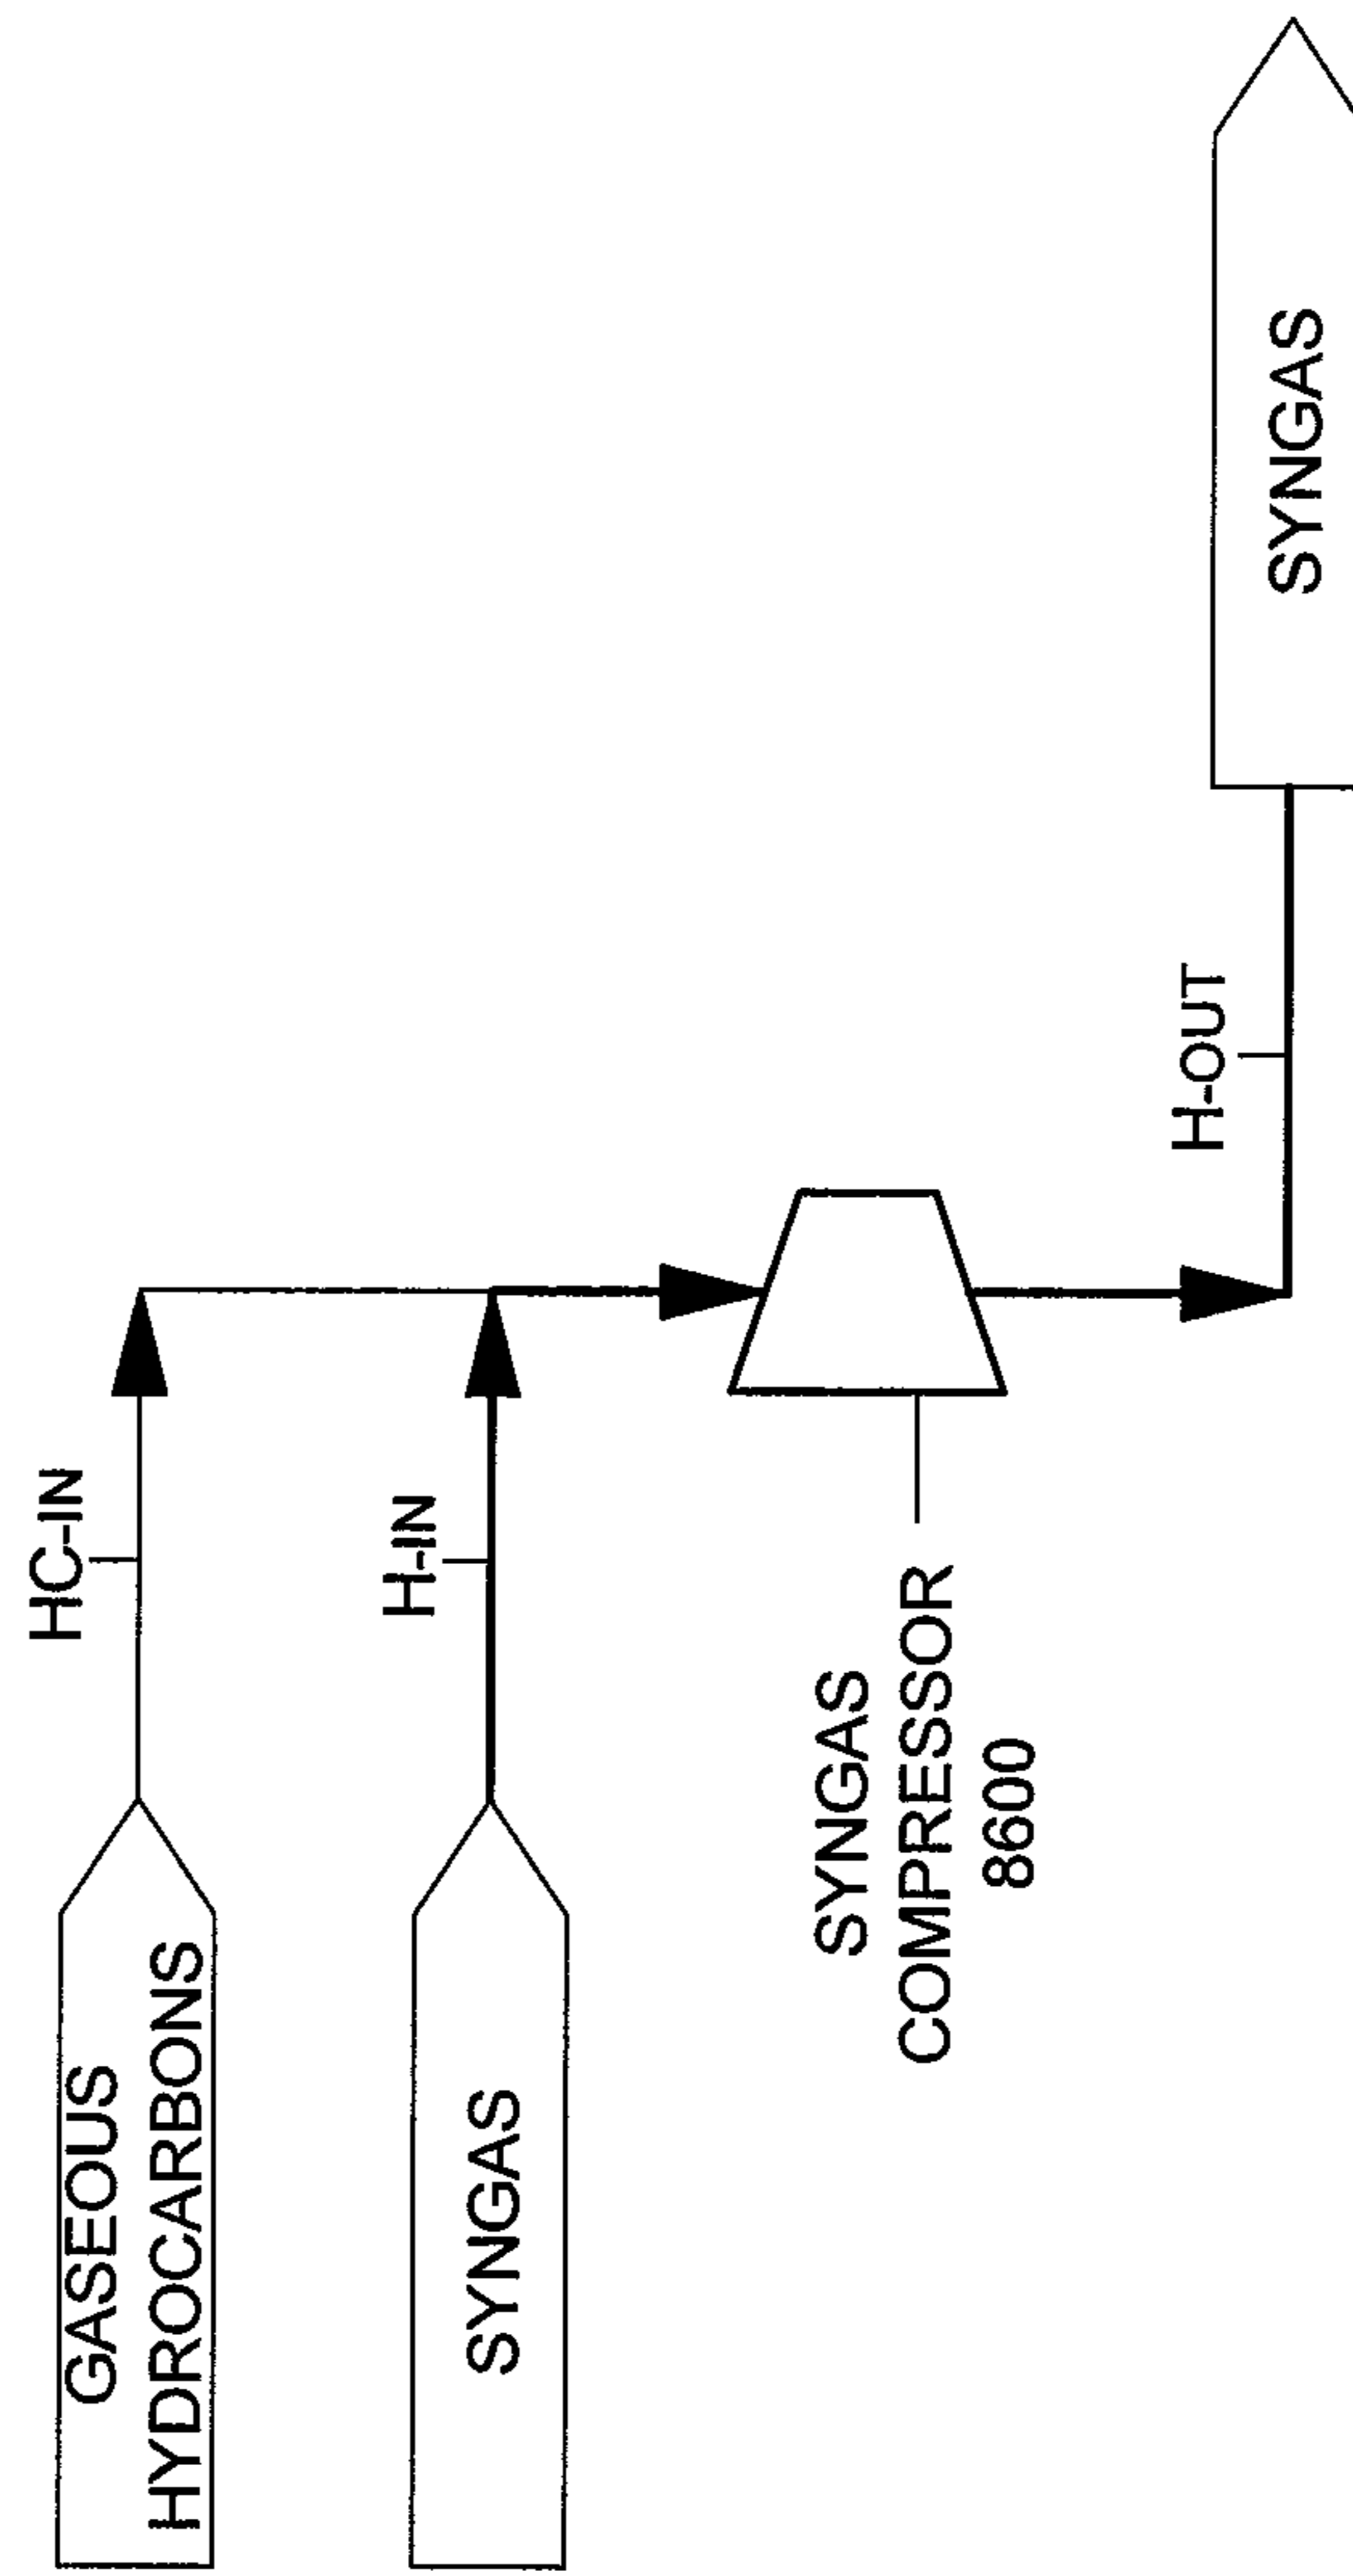 GASEOUS
HYDROCARBONS
HC-IN
SYNGAS
H-IN
SYNGAS
COMPRESSOR
8600
H-OUT
SYNGAS